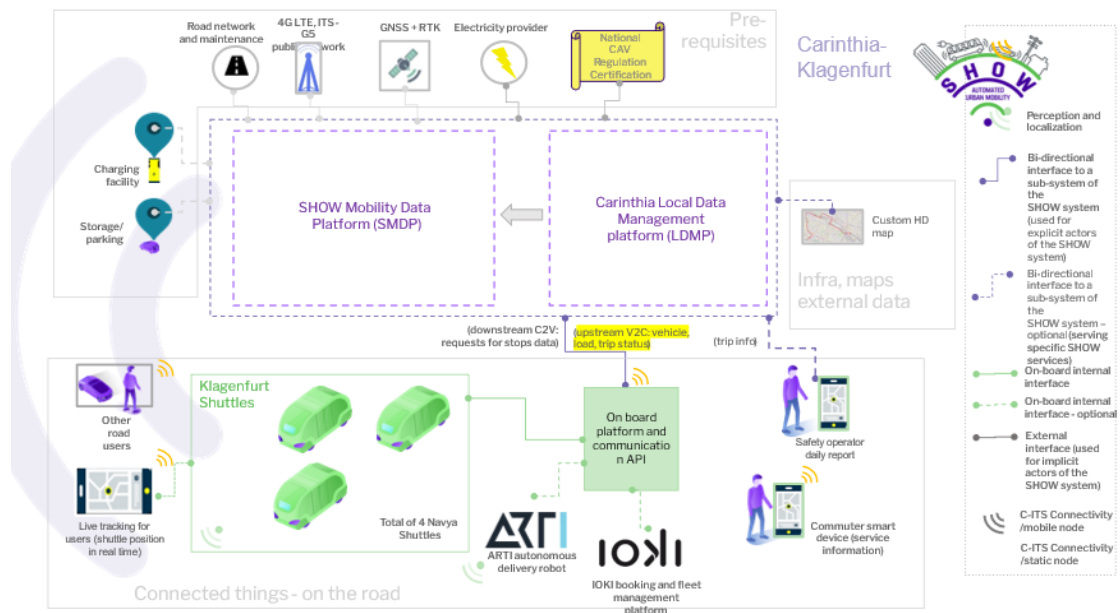 Pre-
requisites
Road network
and maintenance
4G LTE, ITS-
G5
public network
GNSS + RTK
Electricity provider
National
CAV
Regulation
Certification
Carinthia-
Klagenfurt
SHOW
AUTOMATED
URBAN MOBILITY
Charging
facility
Storage/
parking
SHOW Mobility Data
Platform (SMDP)
Carinthia Local Data
Management
platform (LDMP)
Custom HD
map
Infra, maps
external data
(downstream C2V:
requests for stops data)
(upstream V2C: vehicle,
load, trip status)
(trip info)
Klagenfurt
Shuttles
Other
road
users
Live tracking for
users (shuttle position
in real time)
Total of 4 Navya
Shuttles
On board
platform and
communicatio
n API
ARTI
ARTI autonomous
delivery robot
IOKI
IOKI booking and fleet
management
platform
Safety operator
daily report
Commuter smart
device (service
information)
Connected things - on the road
Perception and
localization
Bi-directional
interface to a
sub-system of
the
SHOW system
(used for
explicit actors
of the SHOW
system)
Bi-directional
interface to a
sub-system of
the
SHOW system –
optional (serving
specific SHOW
services)
On-board internal
interface
On-board internal
interface - optional
External
interface (used
for implicit
actors of the
SHOW system)
C-ITS Connectivity
/mobile node
C-ITS Connectivity
/static node